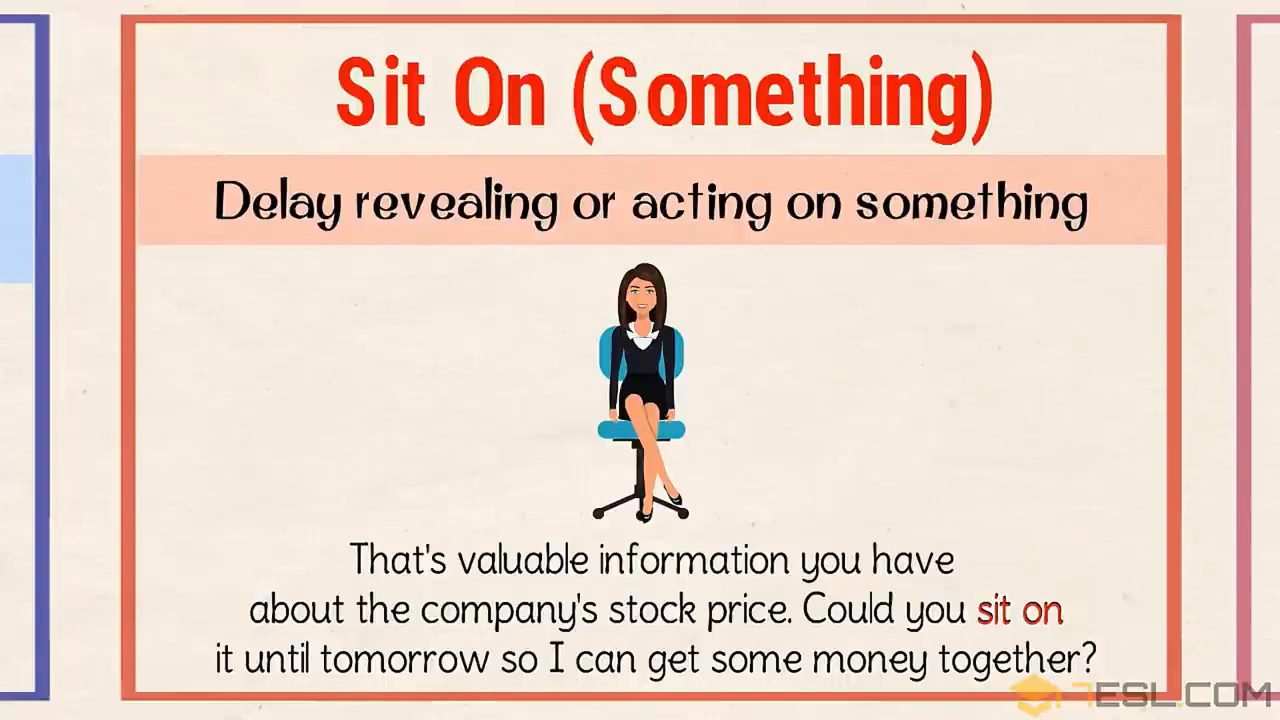 Sit On (Something)
Delay revealing or acting on something
That's valuable information you have
about the company's stock price. Could you sit on
it until tomorrow so I can get some money together?
7ESL.COM